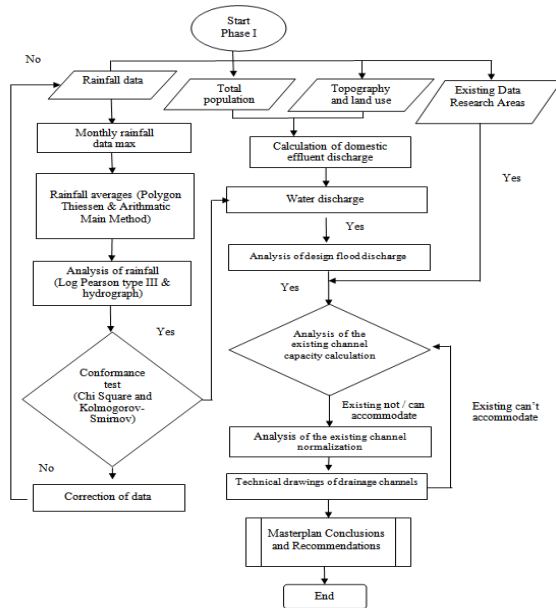 Start
Phase I
No
Rainfall data
Total
population
Topography
and land use
Existing Data
Research Areas
Monthly rainfall
data max
Calculation of domestic
effluent discharge
Yes
Rainfall averages (Polygon
Thiessen & Arithmatic
Main Method)
Water discharge
Yes
Analysis of design flood discharge
Analysis of rainfall
(Log Pearson type III &
hydrograph)
Yes
Yes
Analysis of the
existing channel
capacity calculation
Conformance
test
(Chi Square and
Kolmogorov-
Smirnov)
Existing not / can
accommodate
Existing can't
accommodate
Analysis of the existing channel
normalization
No
Correction of data
Technical drawings of drainage channels
Masterplan Conclusions
and Recommendations
End